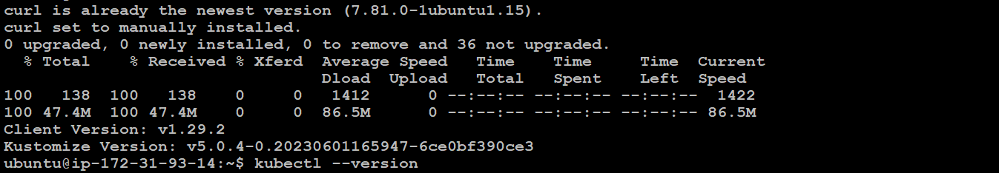 curl is already the newest version (7.81.0-1ubuntu1.15).
curl set to manually installed.
0 upgraded, 0 newly installed, 0 to remove and 36 not upgraded.
  % Total    % Received % Xferd  Average Speed   Time    Time     Time  Current
                                 Dload  Upload   Total   Spent    Left  Speed
100   138  100   138    0     0   1412      0 --:--:-- --:--:-- --:--:--  1422
100 47.4M  100 47.4M    0     0  86.5M      0 --:--:-- --:--:-- --:--:-- 86.5M
Client Version: v1.29.2
Kustomize Version: v5.0.4-0.20230601165947-6ce0bf390ce3
ubuntu@ip-172-31-93-14:~$ kubectl --version